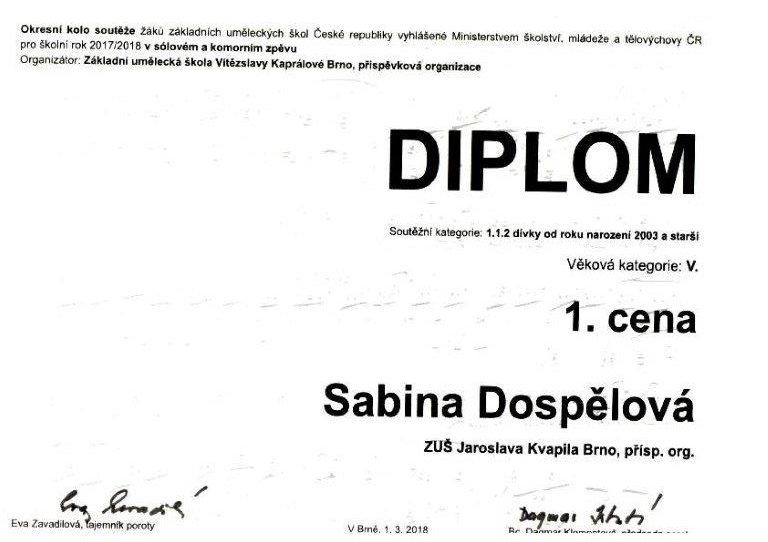 Okresní kolo soutěže žáků základních uměleckých škol České republiky vyhlášené Ministerstvem školství, mládeže a tělovýchovy ČR
pro školní rok 2017/2018 v sólovém a komorním zpěvu
Organizátor: Základní umělecká škola Vítězslavy Kaprálové Brno, příspěvková organizace
DIPLOM
Soutěžní kategorie: 1.1.2 dívky od roku narození 2003 a starší
Věková kategorie: V.
1. cena
Sabina Dospělová
ZUŠ Jaroslava Kvapila Brno, přísp. org.
Dagmar
Eva Zavadilová, tajemník poroty
V Brně, 1. 3. 2018
Bc. Dagmar